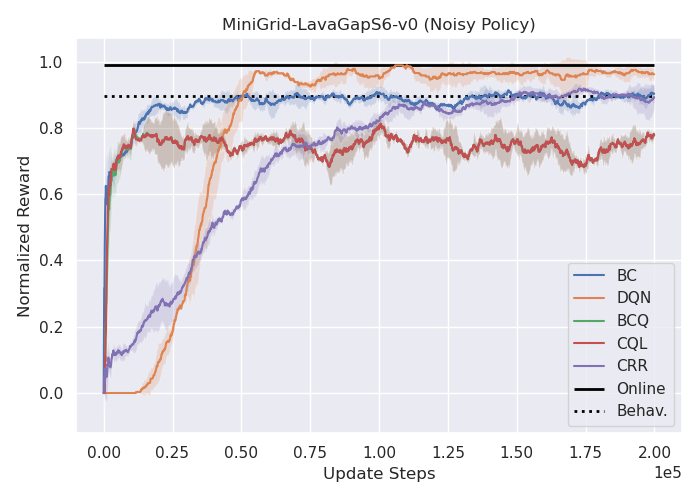 MiniGrid-LavaGapS6-v0 (Noisy Policy)
Normalized Reward
1.0
0.8
0.6
0.4
0.2
0.0
0.00 0.25 0.50 0.75 1.00 1.25 1.50 1.75 2.00
1e5
Update Steps
BC
DQN
BCQ
CQL
CRR
Online
Behav.